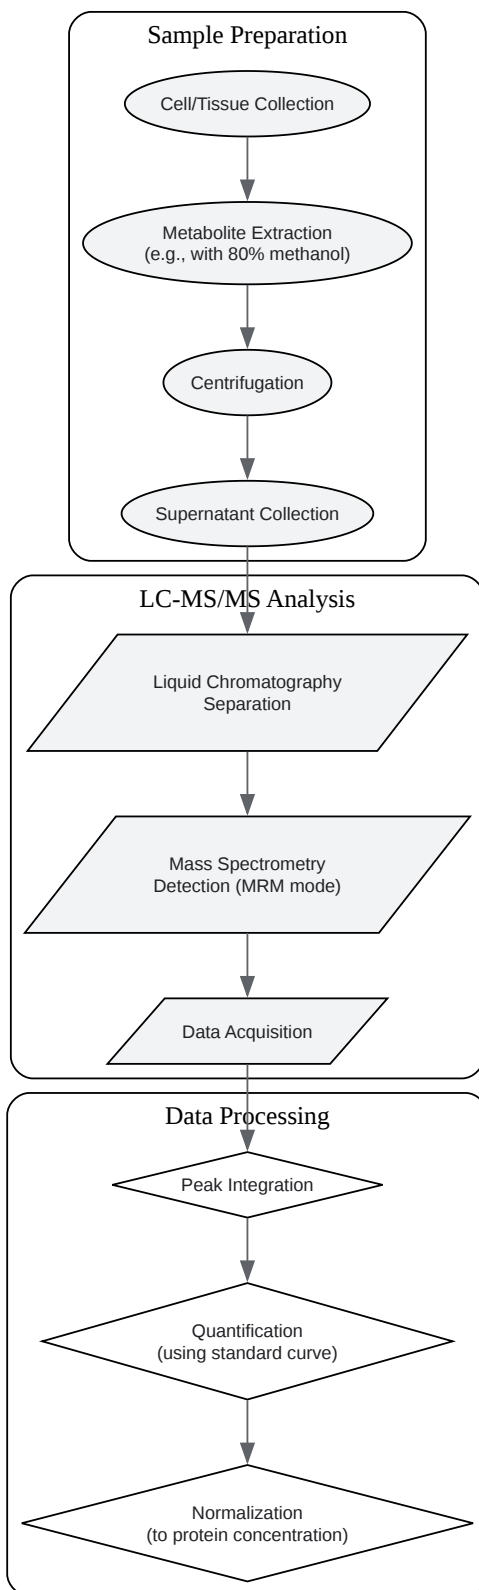 Sample Preparation
Cell/Tissue Collection
Metabolite Extraction
(e.g., with 80% methanol)
Centrifugation
Supernatant Collection
LC-MS/MS Analysis
Liquid Chromatography
Separation
Mass Spectrometry
Detection (MRM mode)
Data Acquisition
Data Processing
Peak Integration
Quantification
(using standard curve)
Normalization
(to protein concentration)